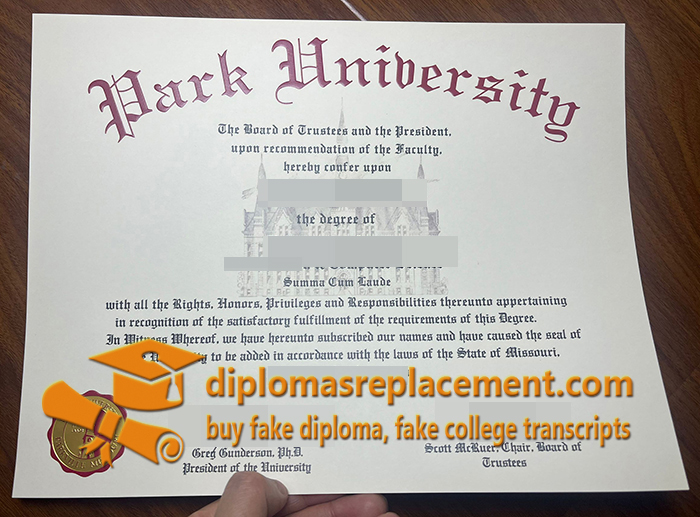 Park University
The Board of Trustees and the President,
upon recommendation of the Faculty,
hereby confer upon
the degree of
Summa Cum Laude
with all the Rights, Honors, Privileges and Responsibilities thereunto appertaining
in recognition of the satisfactory fulfillment of the requirements of this Degree.
In Witness Whereof, we have hereunto subscribed our names and have caused the seal of
to be added in accordance with the laws of the State of Missouri.
diplomasreplacement.com
buy fake diploma, fake college transcripts
Greg Gunderson, Ph.D.
President of the University
Scott McRuer, Chair, Board of
Trustees